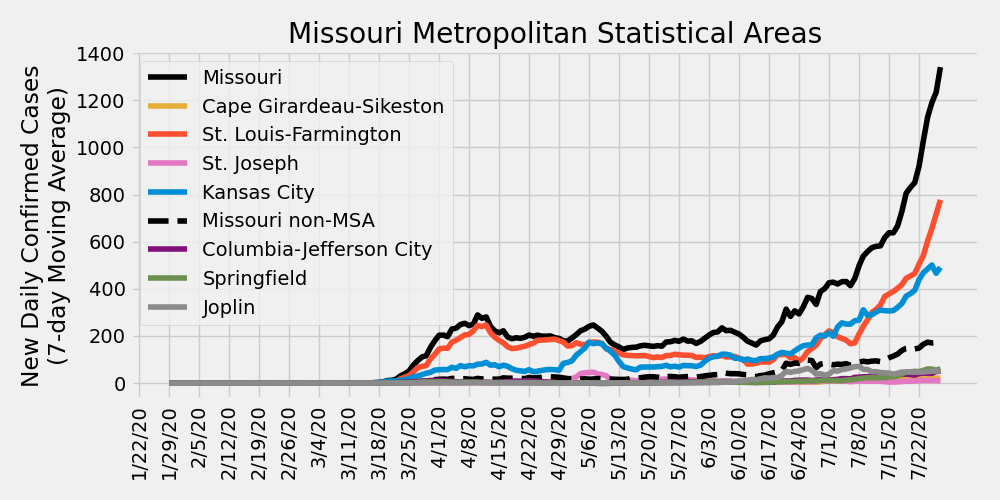 Missouri Metropolitan Statistical Areas
New Daily Confirmed Cases
(7-day Moving Average)
1400
1200
1000
800
600
400
200
0
Missouri
Cape Girardeau-Sikeston
St. Louis-Farmington
St. Joseph
Kansas City
Missouri non-MSA
Columbia-Jefferson City
Springfield
Joplin
1/22/20
1/29/20
2/5/20
2/12/20
2/19/20
2/26/20
3/4/20
3/11/20
3/18/20
3/25/20
4/1/20
4/8/20
4/15/20
4/22/20
4/29/20
5/6/20
5/13/20
5/20/20
5/27/20
6/3/20
6/10/20
6/17/20
6/24/20
7/1/20
7/8/20
7/15/20
7/22/20